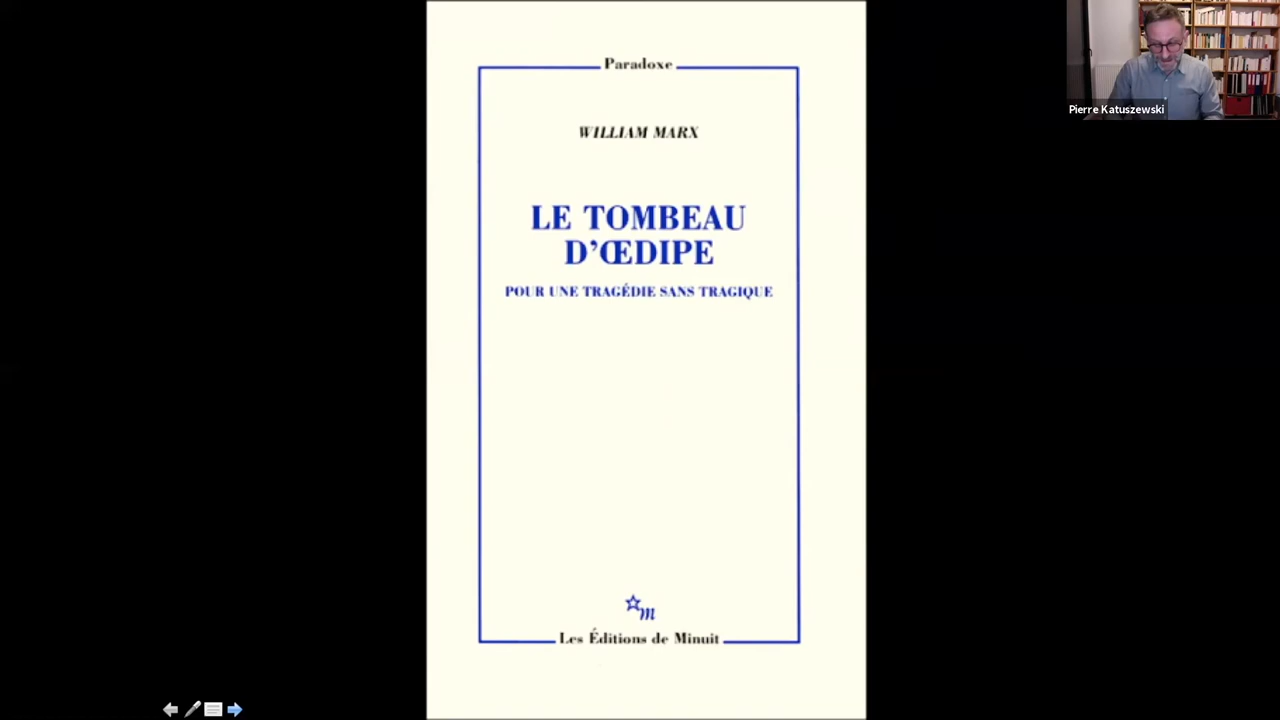 Paradoxe
WILLIAM MARX
LE TOMBEAU
D’ŒDIPE
POUR UNE TRAGÉDIE SANS TRAGIQUE
m
Les Éditions de Minuit
Pierre Katuszewski